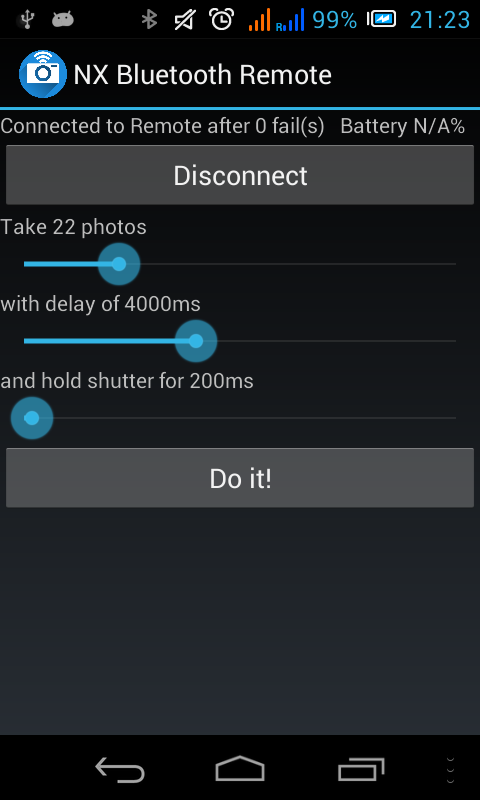 99% 21:23
NX Bluetooth Remote
Connected to Remote after 0 fail(s) Battery N/A%
Disconnect
Take 22 photos
with delay of 4000ms
and hold shutter for 200ms
Do it!